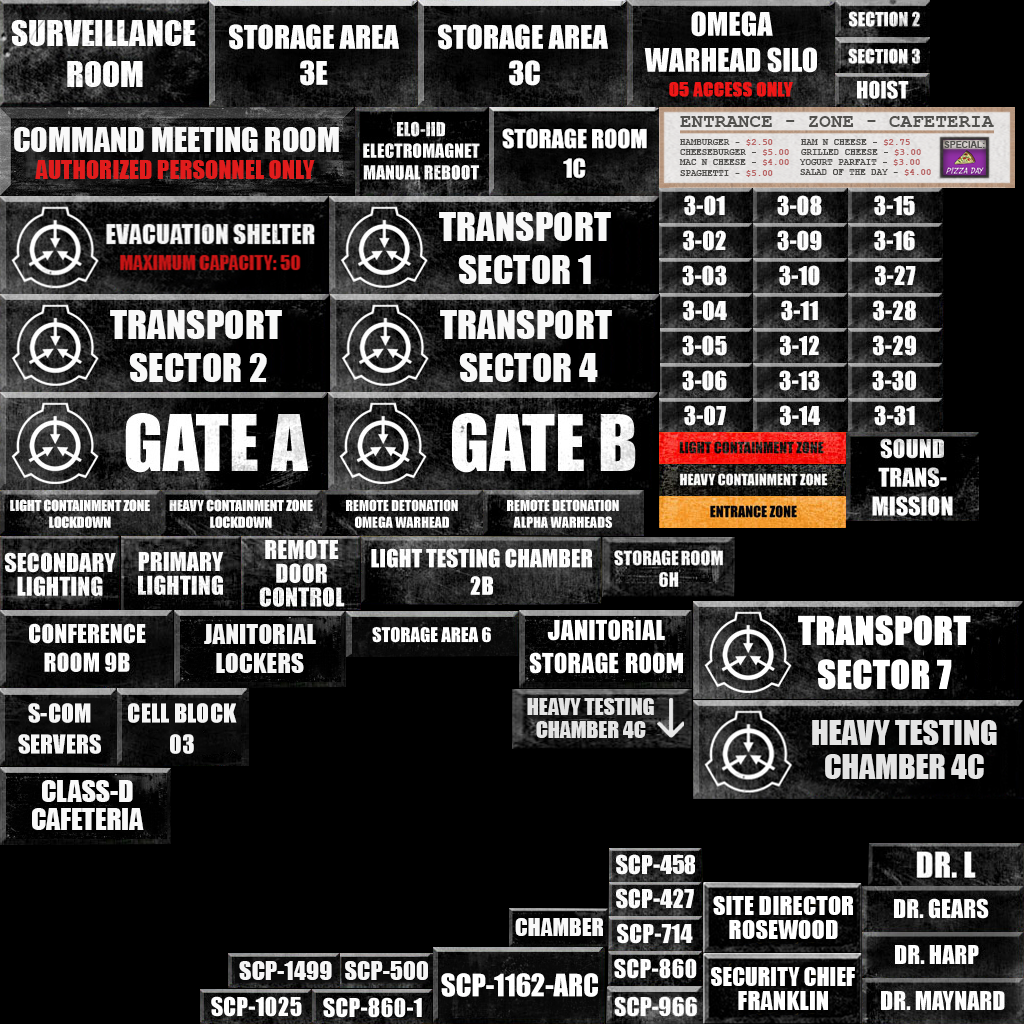 SURVEILLANCE
ROOM
STORAGE AREA
3E
STORAGE AREA
3C
OMEGA
WARHEAD SILO
05 ACCESS ONLY
SECTION 2
SECTION 3
HOIST
COMMAND MEETING ROOM
AUTHORIZED PERSONNEL ONLY
ELO-IID
ELECTROMAGNET
MANUAL REBOOT
STORAGE ROOM
1C
ENTRANCE - ZONE - CAFETERIA
HAMBURGER - $2.50
CHEESEBURGER - $5.00
MAC N CHEESE - $4.00
SPAGHETTI - $5.00
HAM N CHEESE - $2.75
GRILLED CHEESE - $3.00
YOGURT PARFAIT - $3.00
SALAD OF THE DAY - $4.00
SPECIAL:
PIZZA DAY
EVACUATION SHELTER
MAXIMUM CAPACITY: 50
TRANSPORT
SECTOR 1
3-01
3-08
3-15
3-02
3-09
3-16
3-03
3-10
3-27
3-04
3-11
3-28
3-05
3-12
3-29
3-06
3-13
3-30
3-07
3-14
3-31
TRANSPORT
SECTOR 2
TRANSPORT
SECTOR 4
GATE A
GATE B
LIGHT CONTAINMENT ZONE
HEAVY CONTAINMENT ZONE
ENTRANCE ZONE
SOUND
TRANS-
MISSION
LIGHT CONTAINMENT ZONE
LOCKDOWN
HEAVY CONTAINMENT ZONE
LOCKDOWN
REMOTE DETONATION
OMEGA WARHEAD
REMOTE DETONATION
ALPHA WARHEADS
SECONDARY
LIGHTING
PRIMARY
LIGHTING
REMOTE
DOOR
CONTROL
LIGHT TESTING CHAMBER
2B
STORAGE ROOM
6H
CONFERENCE
ROOM 9B
JANITORIAL
LOCKERS
STORAGE AREA 6
JANITORIAL
STORAGE ROOM
TRANSPORT
SECTOR 7
S-COM
SERVERS
CELL BLOCK
03
HEAVY TESTING
CHAMBER 4C
HEAVY TESTING
CHAMBER 4C
CLASS-D
CAFETERIA
SCP-458
SCP-427
SCP-714
SCP-860
SCP-966
CHAMBER
SCP-1499
SCP-500
SCP-1025
SCP-860-1
SCP-1162-ARC
SITE DIRECTOR
ROSEWOOD
SECURITY CHIEF
FRANKLIN
DR. L
DR. GEARS
DR. HARP
DR. MAYNARD